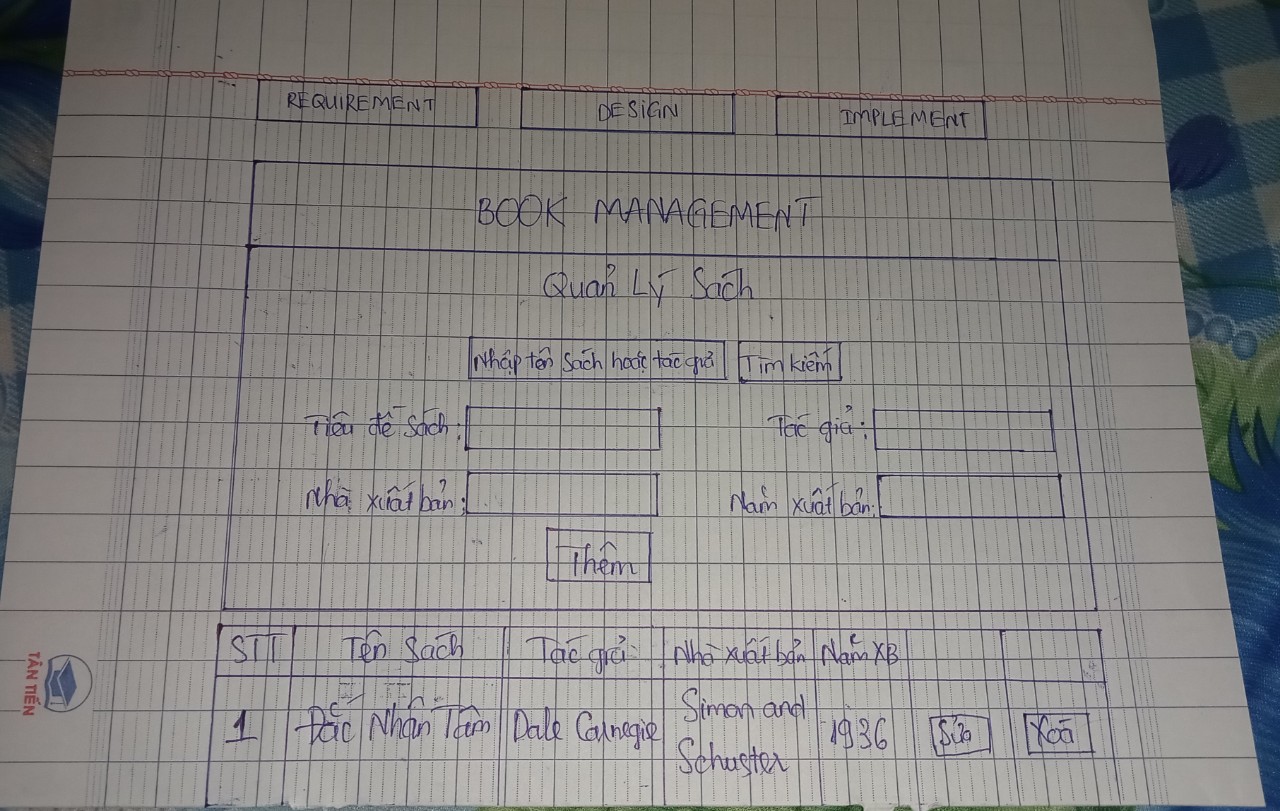 REQUIREMENT DESIGN IMPLEMENT
BOOK MANAGEMENT
Quản Lý Sách
Nhập tên sách hoặc tác giả Tìm kiếm
Tiêu đề sách: Tác giả:
Nhà xuất bản: Năm xuất bản:
Thêm
STT Tên Sách Tác giả Nhà xuất bản Năm XB
1 Đắc Nhân Tâm Dale Carnegie Simon and Schuster 1936 Sửa Xoá
TÂN TIẾN